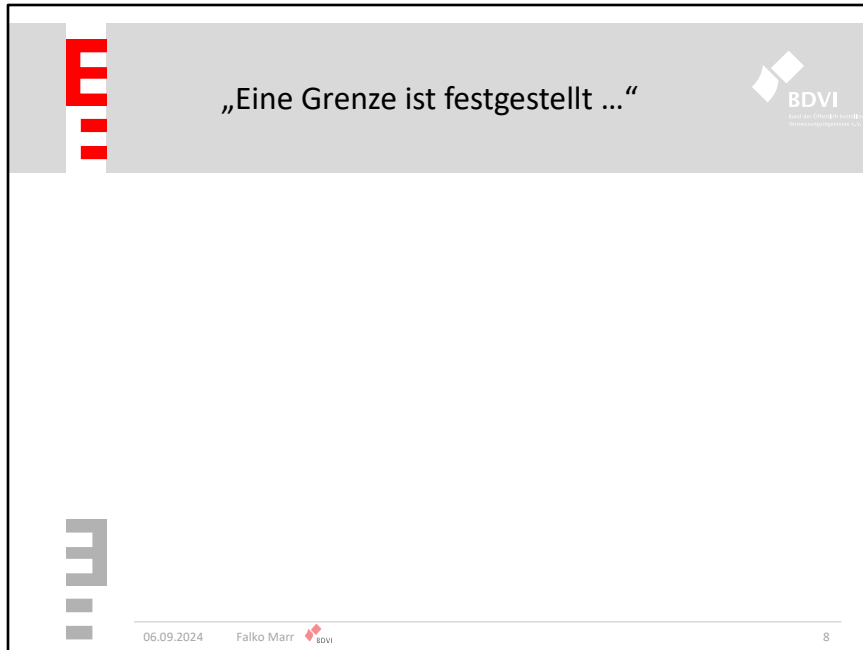 „Eine Grenze ist festgestellt ...“
BDVI
06.09.2024 Falko Marr BDVI 8